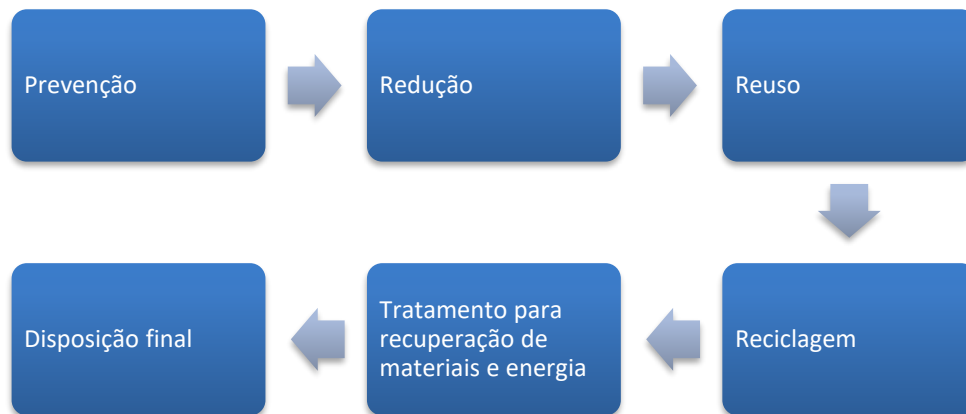 Prevenção
Redução
Reuso
Reciclagem
Tratamento para
recuperação de
materiais e energia
Disposição final